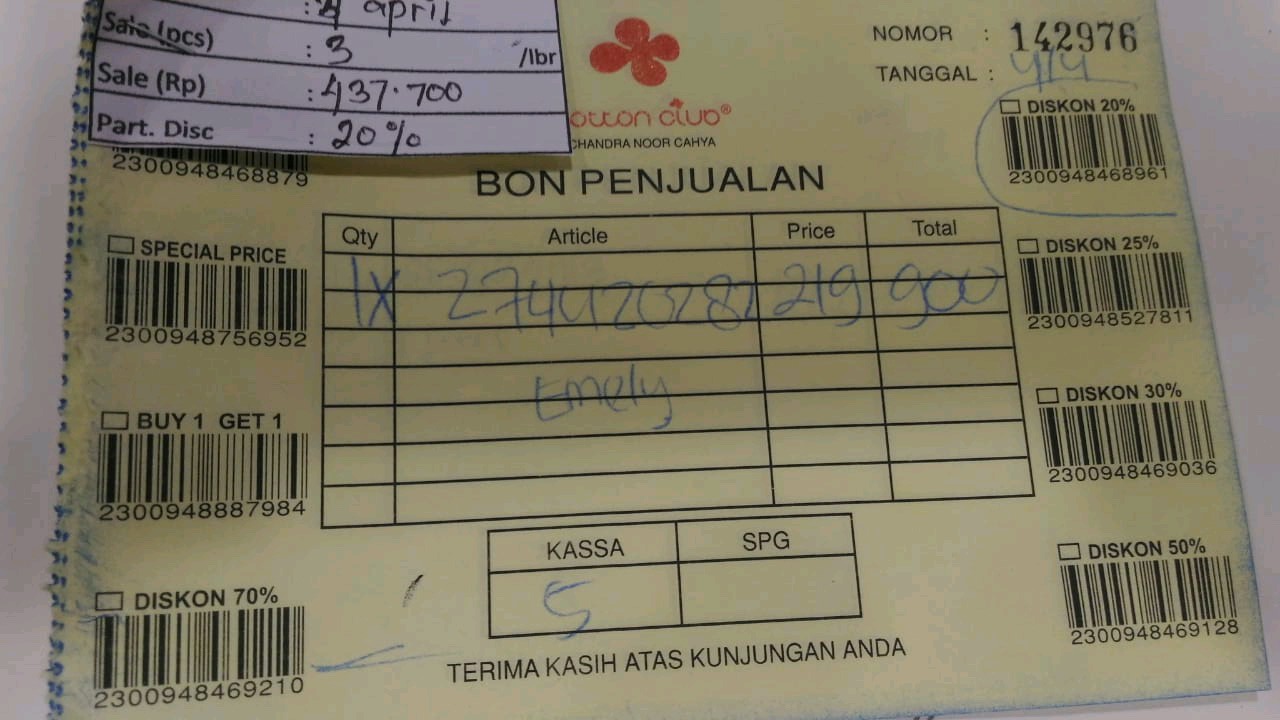 : 4 april
Sale (pcs) : 3 /lbr
Sale (Rp) : 437.700
Part. Disc : 20%
2300948468879
otton club®
CHANDRA NOOR CAHYA
NOMOR : 142976
TANGGAL : 4/4
BON PENJUALAN
DISKON 20%
2300948468961
SPECIAL PRICE
2300948756952
BUY 1 GET 1
2300948887984
DISKON 70%
2300948469210
Qty Article Price Total
1X 274420282 219 900
Emely
KASSA SPG
5
DISKON 25%
2300948527811
DISKON 30%
2300948469036
DISKON 50%
2300948469128
TERIMA KASIH ATAS KUNJUNGAN ANDA